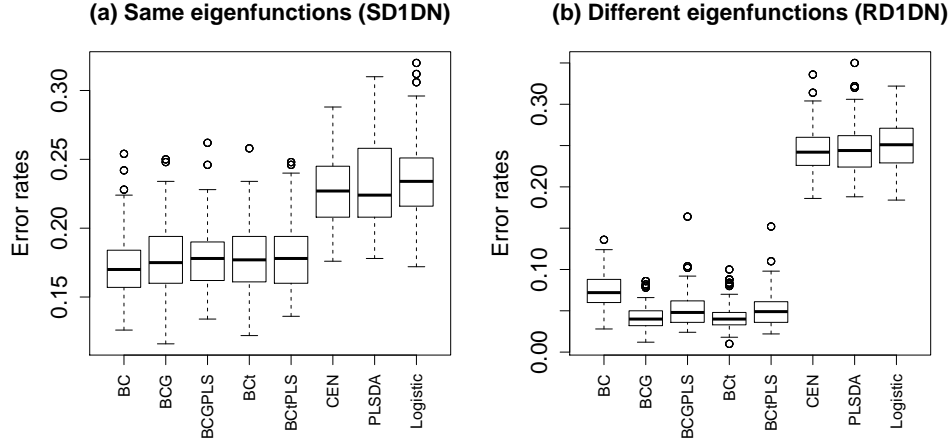 (a) Same eigenfunctions (SD1DN)
Error rates
0.30
0.25
0.20
0.15
BC
BCG
BCGPLS
BCt
BCtPLS
CEN
PLSDA
Logistic
(b) Different eigenfunctions (RD1DN)
Error rates
0.30
0.20
0.10
0.00
BC
BCG
BCGPLS
BCt
BCtPLS
CEN
PLSDA
Logistic